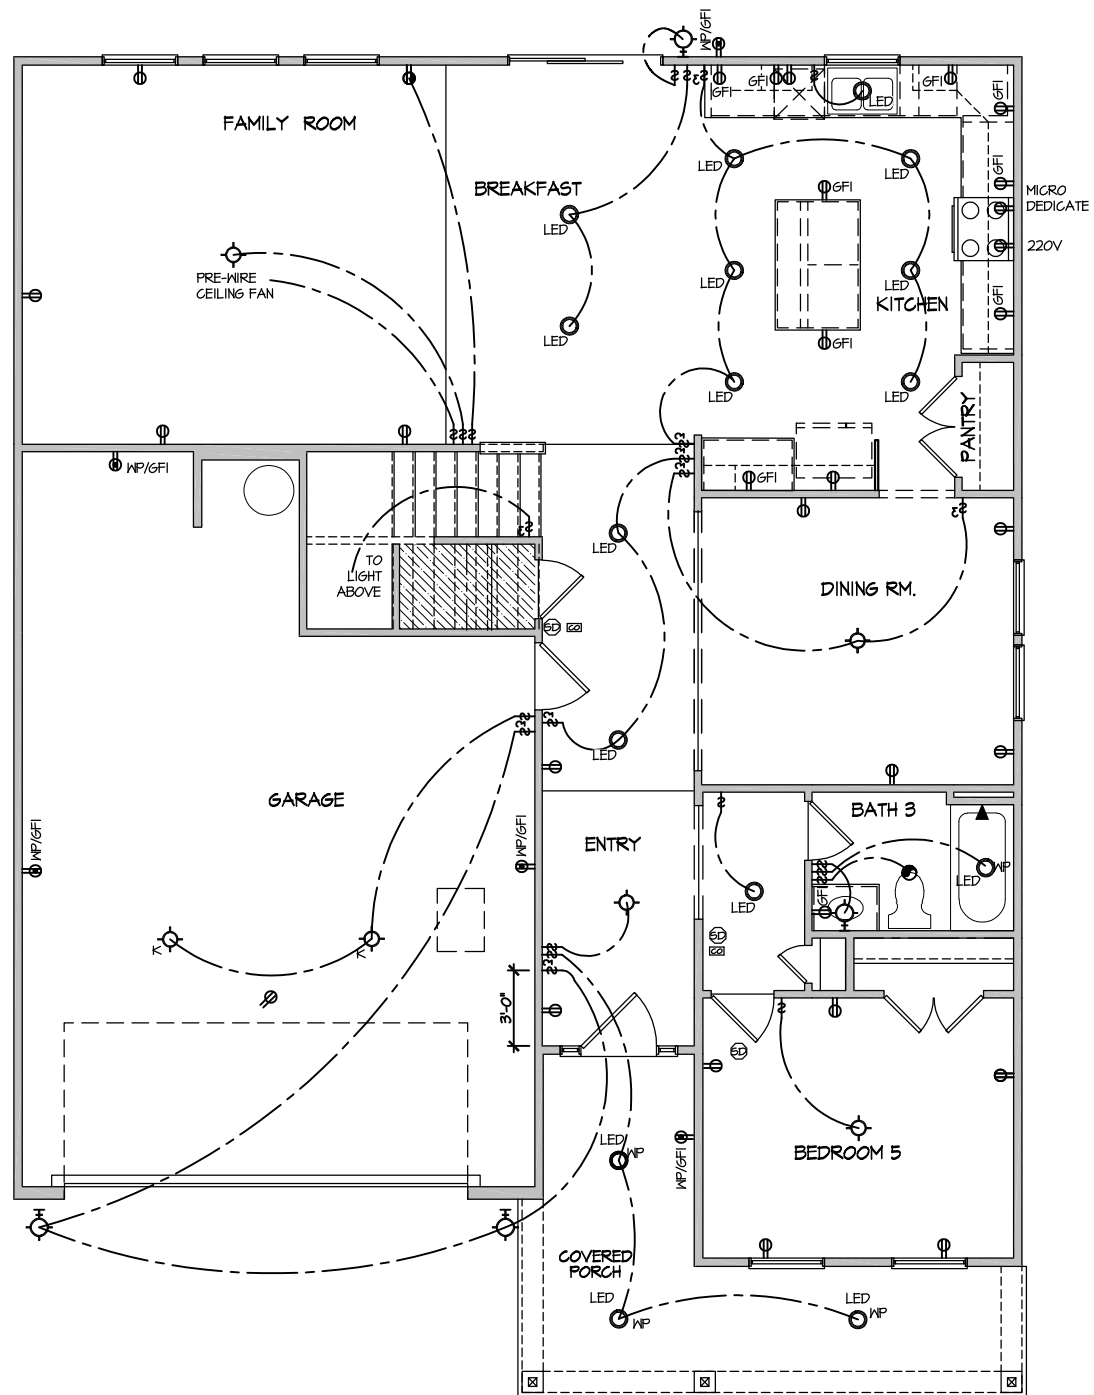 WP/GFI
FAMILY ROOM
GFI
GFI
GFI
LED
GFI
BREAKFAST
LED
LED
GFI
GFI
MICRO
DEDICATE
LED
220V
PRE-WIRE
CEILING FAN
LED
LED
GFI
KITCHEN
LED
GFI
LED
LED
PANTRY
WP/GFI
GFI
LED
TO
LIGHT
ABOVE
DINING RM.
SD
CO
LED
GARAGE
BATH 3
WP/GFI
WP/GFI
ENTRY
WP
LED
LED
GFI
SD
CO
K
K
3'-0"
SD
LED
WP
BEDROOM 5
WP/GFI
COVERED
PORCH
LED
WP
LED
WP